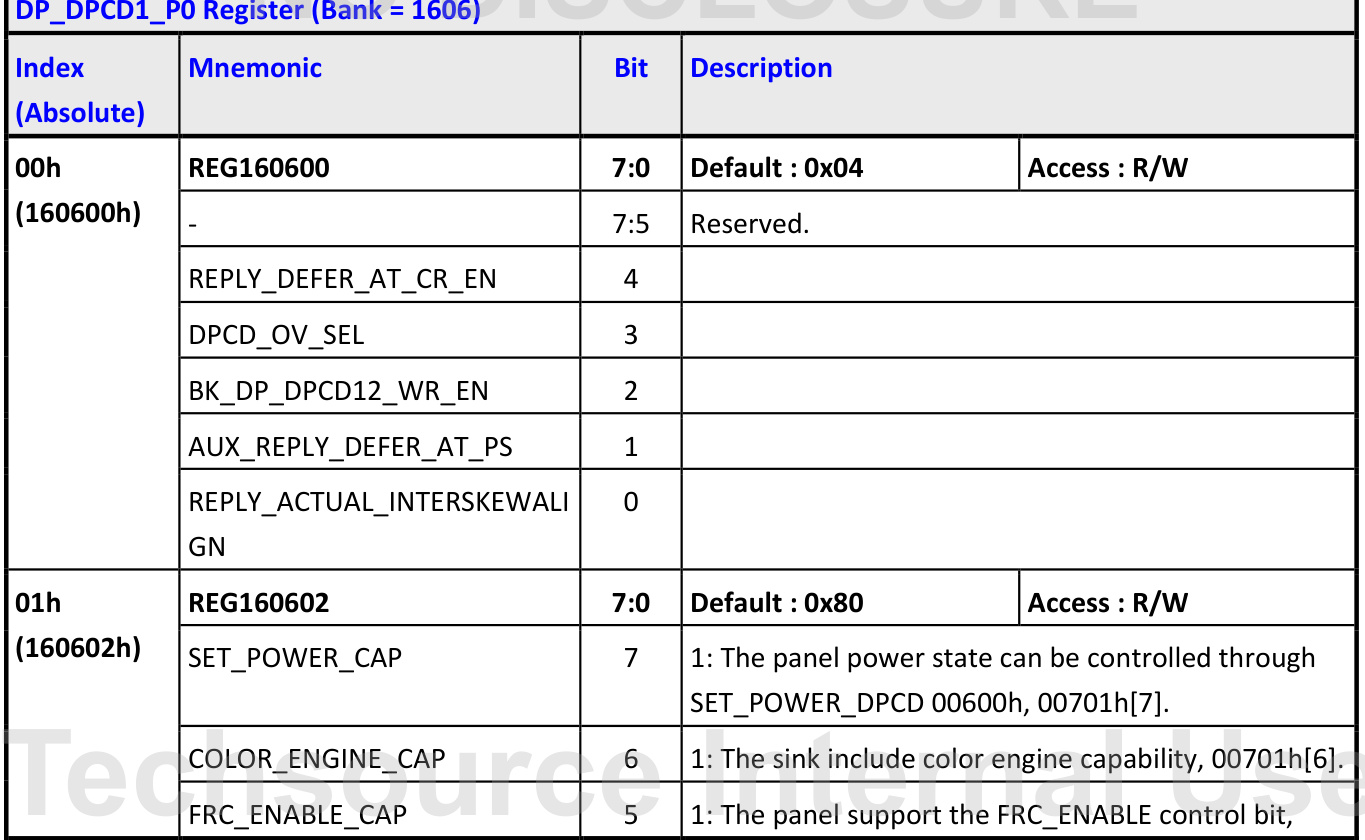 DISCLOSURE
DP_DPCD1_P0 Register (Bank = 1606)
Index (Absolute) Mnemonic Bit Description
00h (160600h) REG160600 7:0 Default : 0x04 Access : R/W
- 7:5 Reserved.
REPLY_DEFER_AT_CR_EN 4
DPCD_OV_SEL 3
BK_DP_DPCD12_WR_EN 2
AUX_REPLY_DEFER_AT_PS 1
REPLY_ACTUAL_INTERSKEWALI 0
GN
01h (160602h) REG160602 7:0 Default : 0x80 Access : R/W
SET_POWER_CAP 7 1: The panel power state can be controlled through
SET_POWER_DPCD 00600h, 00701h[7].
COLOR_ENGINE_CAP 6 1: The sink include color engine capability, 00701h[6].
FRC_ENABLE_CAP 5 1: The panel support the FRC_ENABLE control bit,
Techsource Internal Use